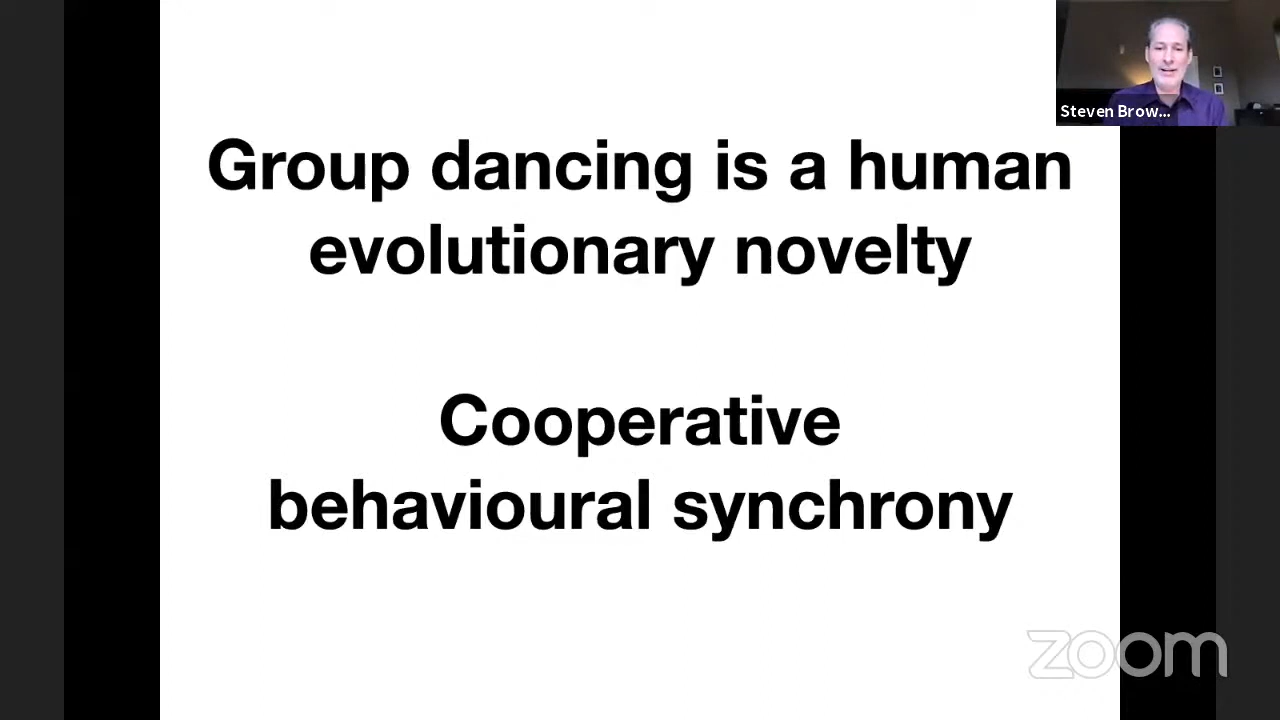 Steven Brow...
Group dancing is a human
evolutionary novelty
Cooperative
behavioural synchrony
zoom